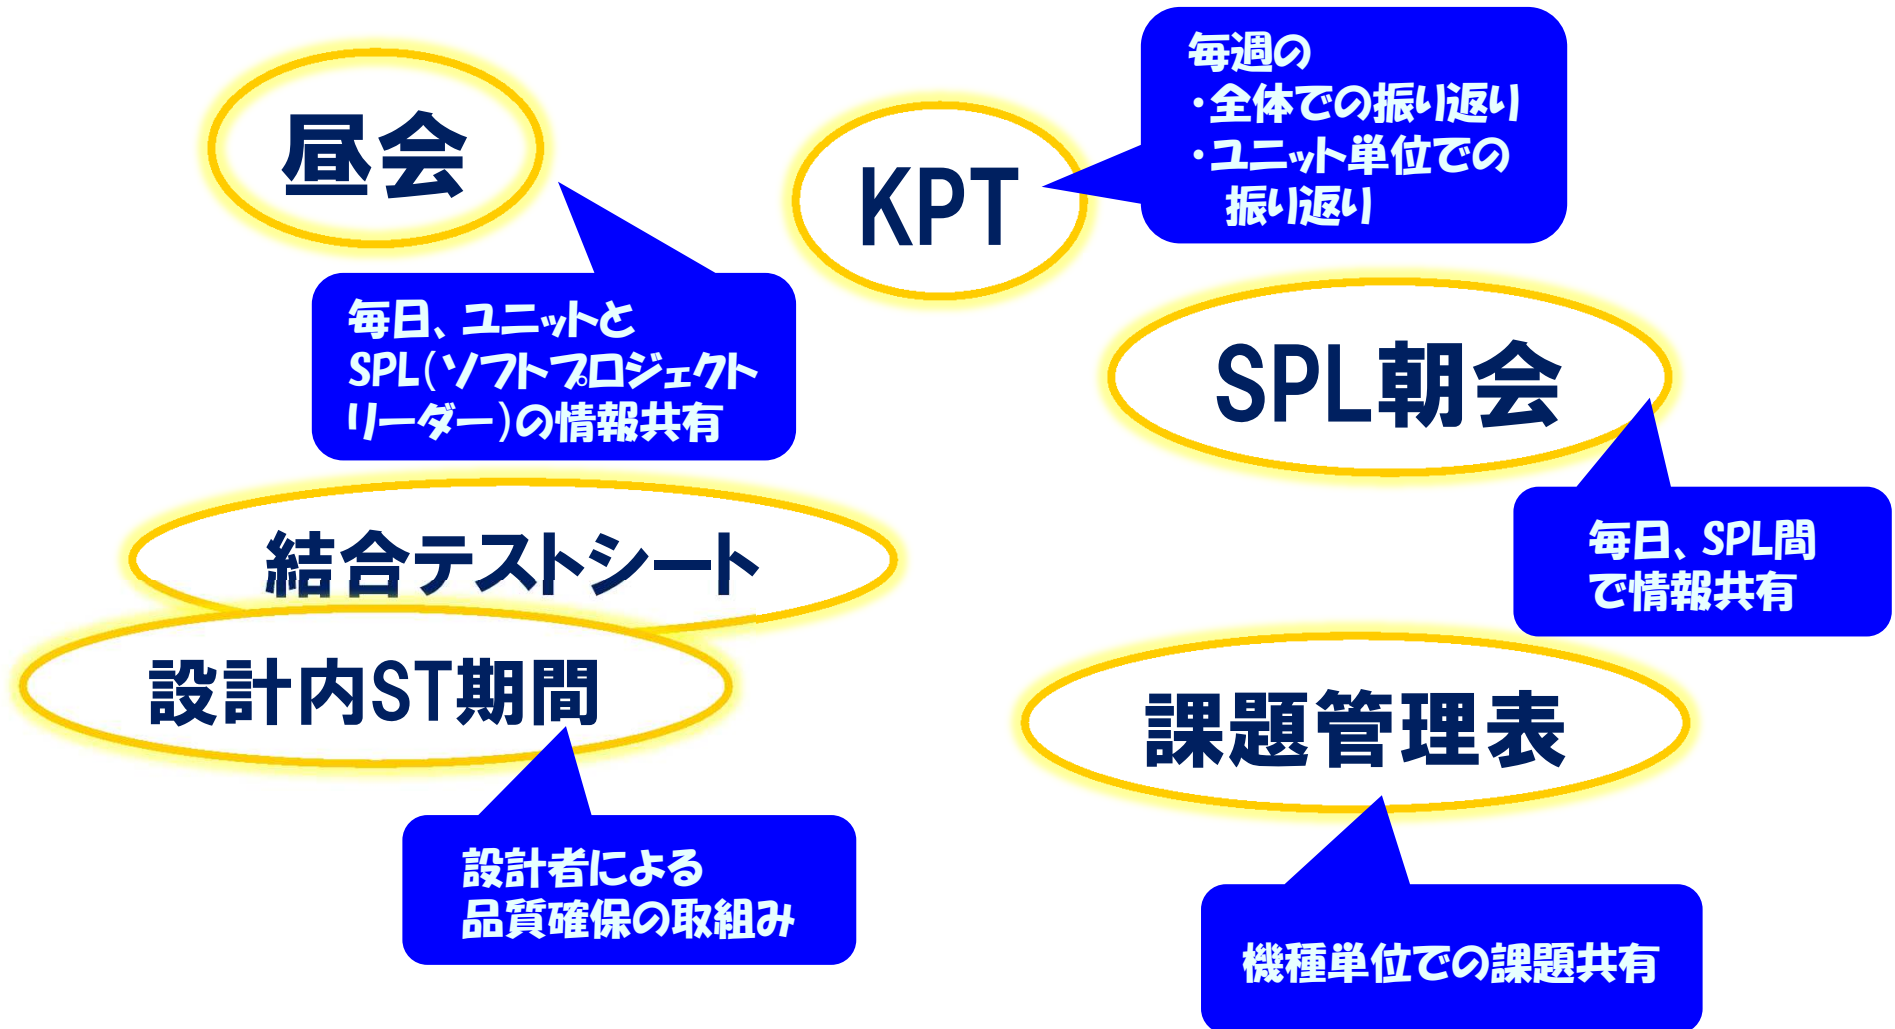 昼会
毎日、ユニットと
SPL(ソフトプロジェクト
リーダー)の情報共有
KPT
毎週の
・全体での振り返り
・ユニット単位での
振り返り
SPL朝会
毎日、SPL間
で情報共有
結合テストシート
設計内ST期間
設計者による
品質確保の取組み
課題管理表
機種単位での課題共有